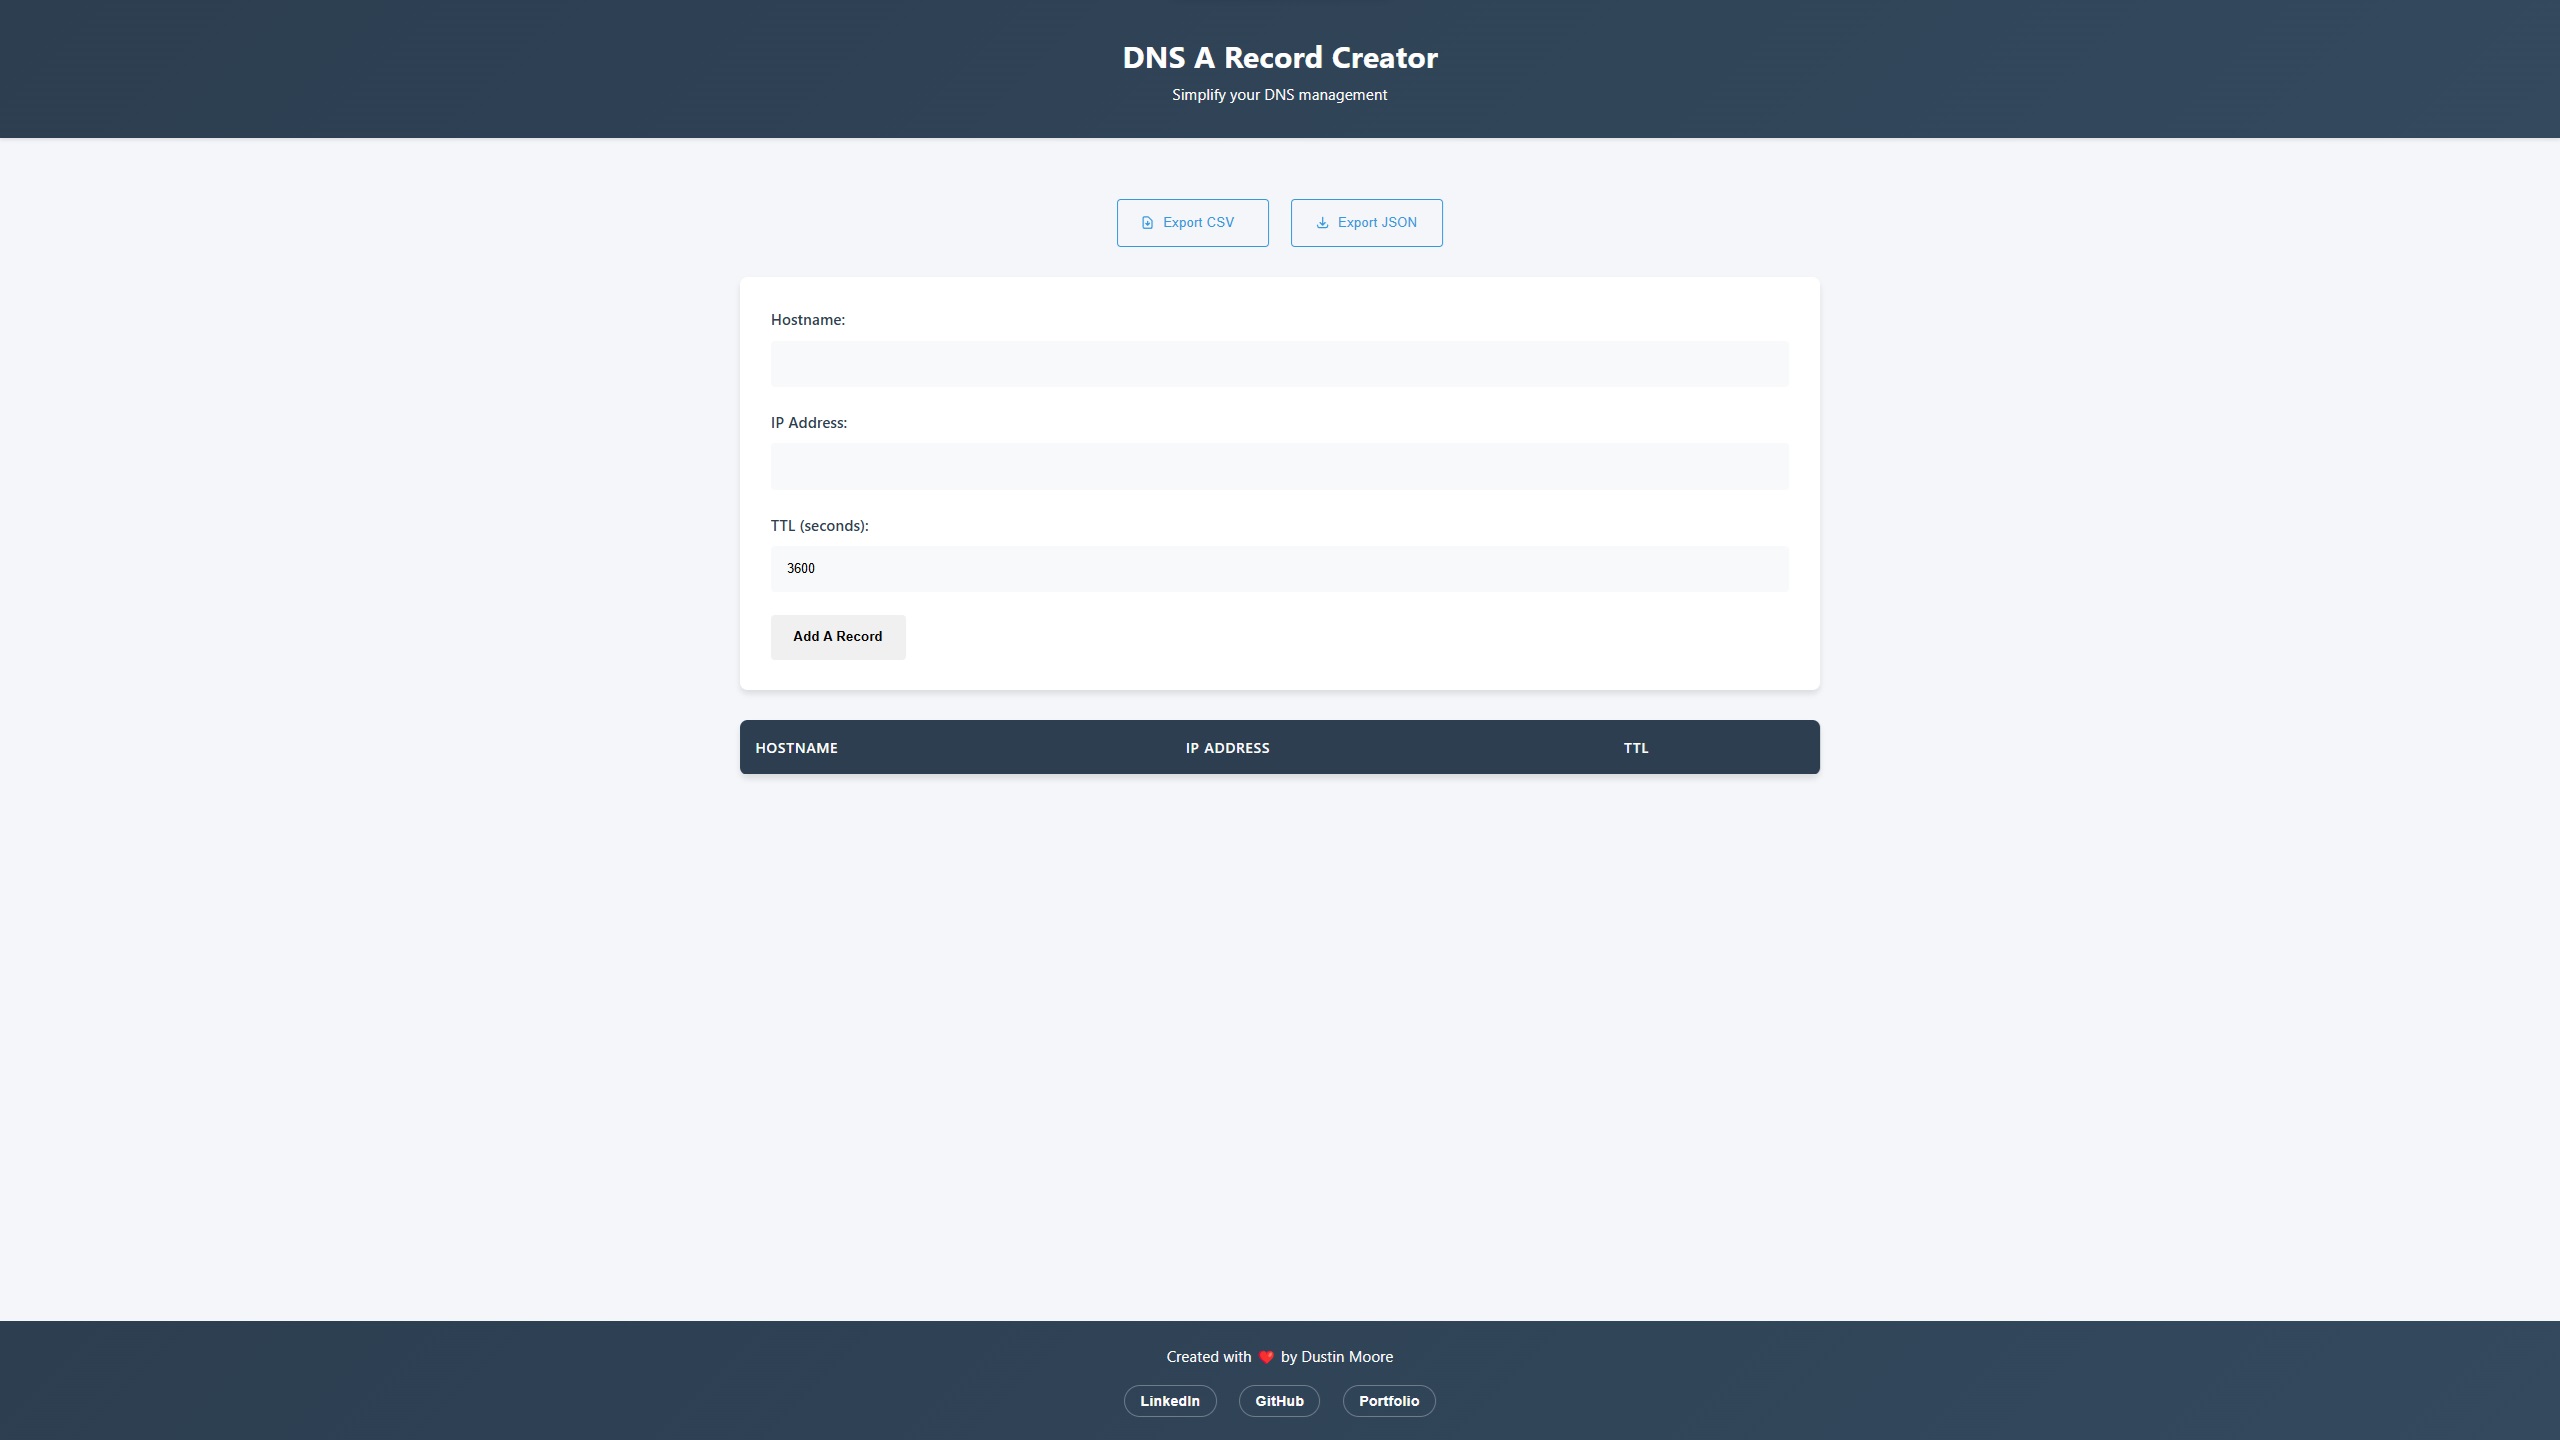 DNS A Record Creator
Simplify your DNS management
Export CSV
Export JSON
Hostname:
IP Address:
TTL (seconds):
3600
Add A Record
HOSTNAME IP ADDRESS TTL
Created with ❤️ by Dustin Moore
LinkedIn GitHub Portfolio